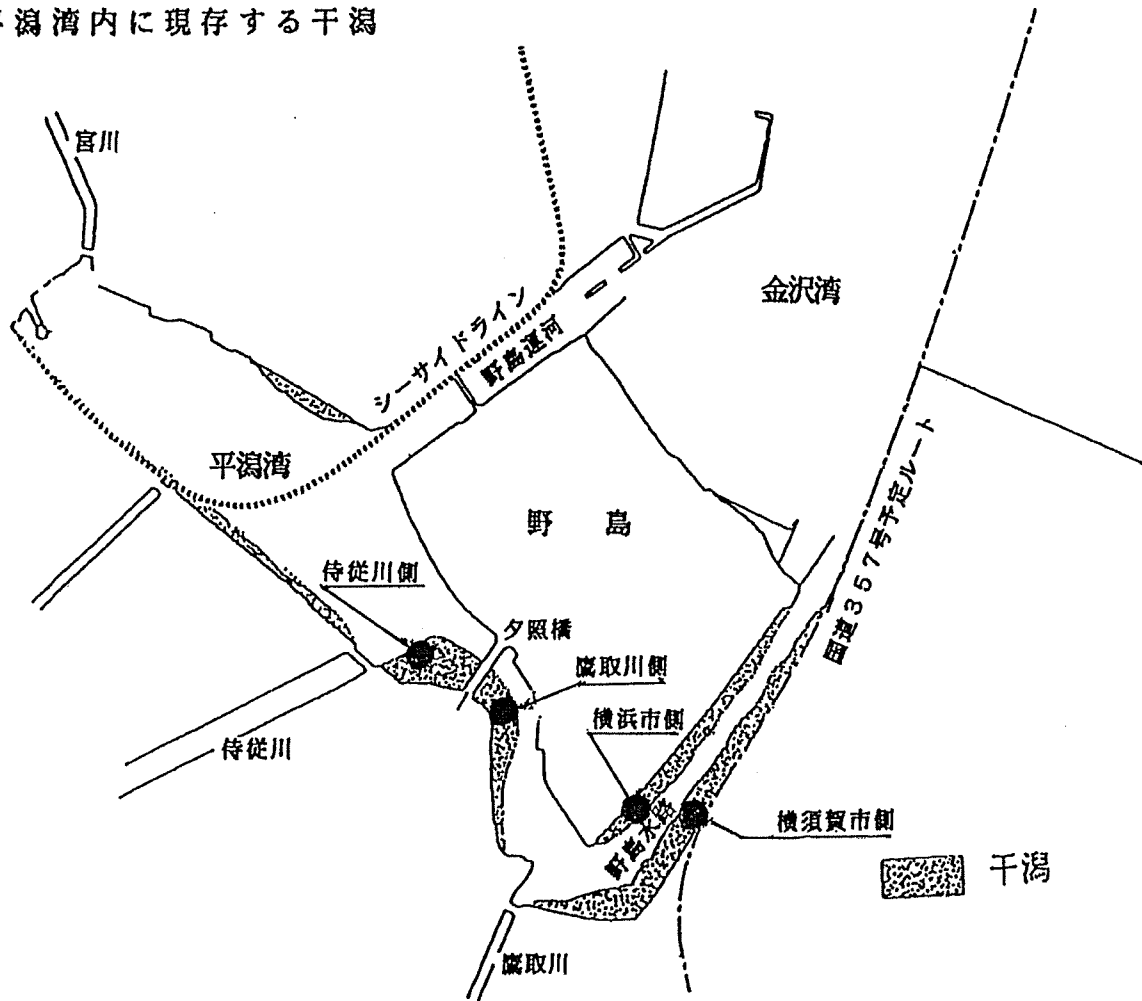 平潟湾内に現存する干潟
宮川
金沢湾
シーサイドライン
野島運河
平潟湾
野島
国道357号予定ルート
侍従川側
夕照橋
鷹取川側
横浜市側
侍従川
野島水路
横須賀市側
干潟
鷹取川